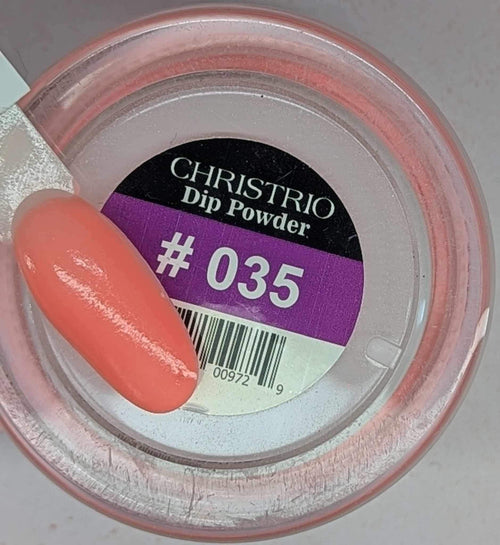 CHRISTRIO
Dip Powder
# 035
00972 9